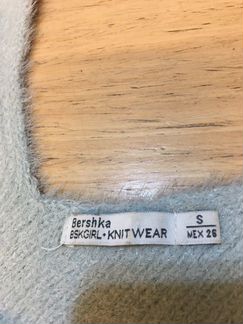 Bershka
BSKGIRL • KNITWEAR
S
MEX 26